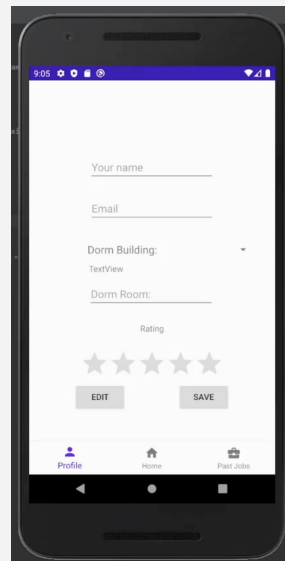 9:05
Your name
Email
Dorm Building:
TextView
Dorm Room:
Rating
EDIT SAVE
Profile Home Past Jobs